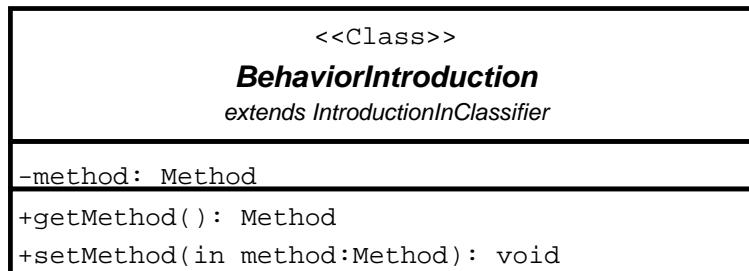 <<Class>>
BehaviorIntroduction
extends IntroductionInClassifier
-method: Method
+getMethod(): Method
+setMethod(in method:Method): void